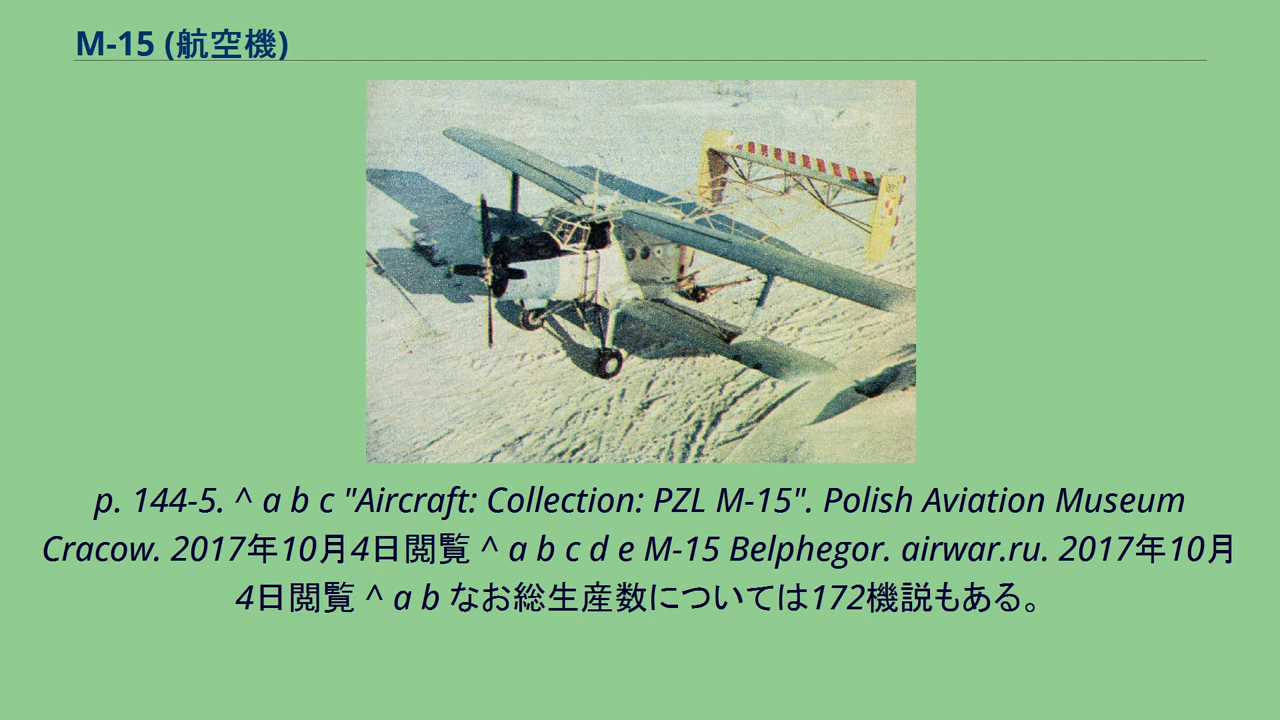 M-15 (航空機)
p. 144-5. ^ a b c "Aircraft: Collection: PZL M-15". Polish Aviation Museum
Cracow. 2017年10月4日閲覧 ^ a b c d e M-15 Belphegor. airwar.ru. 2017年10月
4日閲覧 ^ a b なお総生産数については172機説もある。